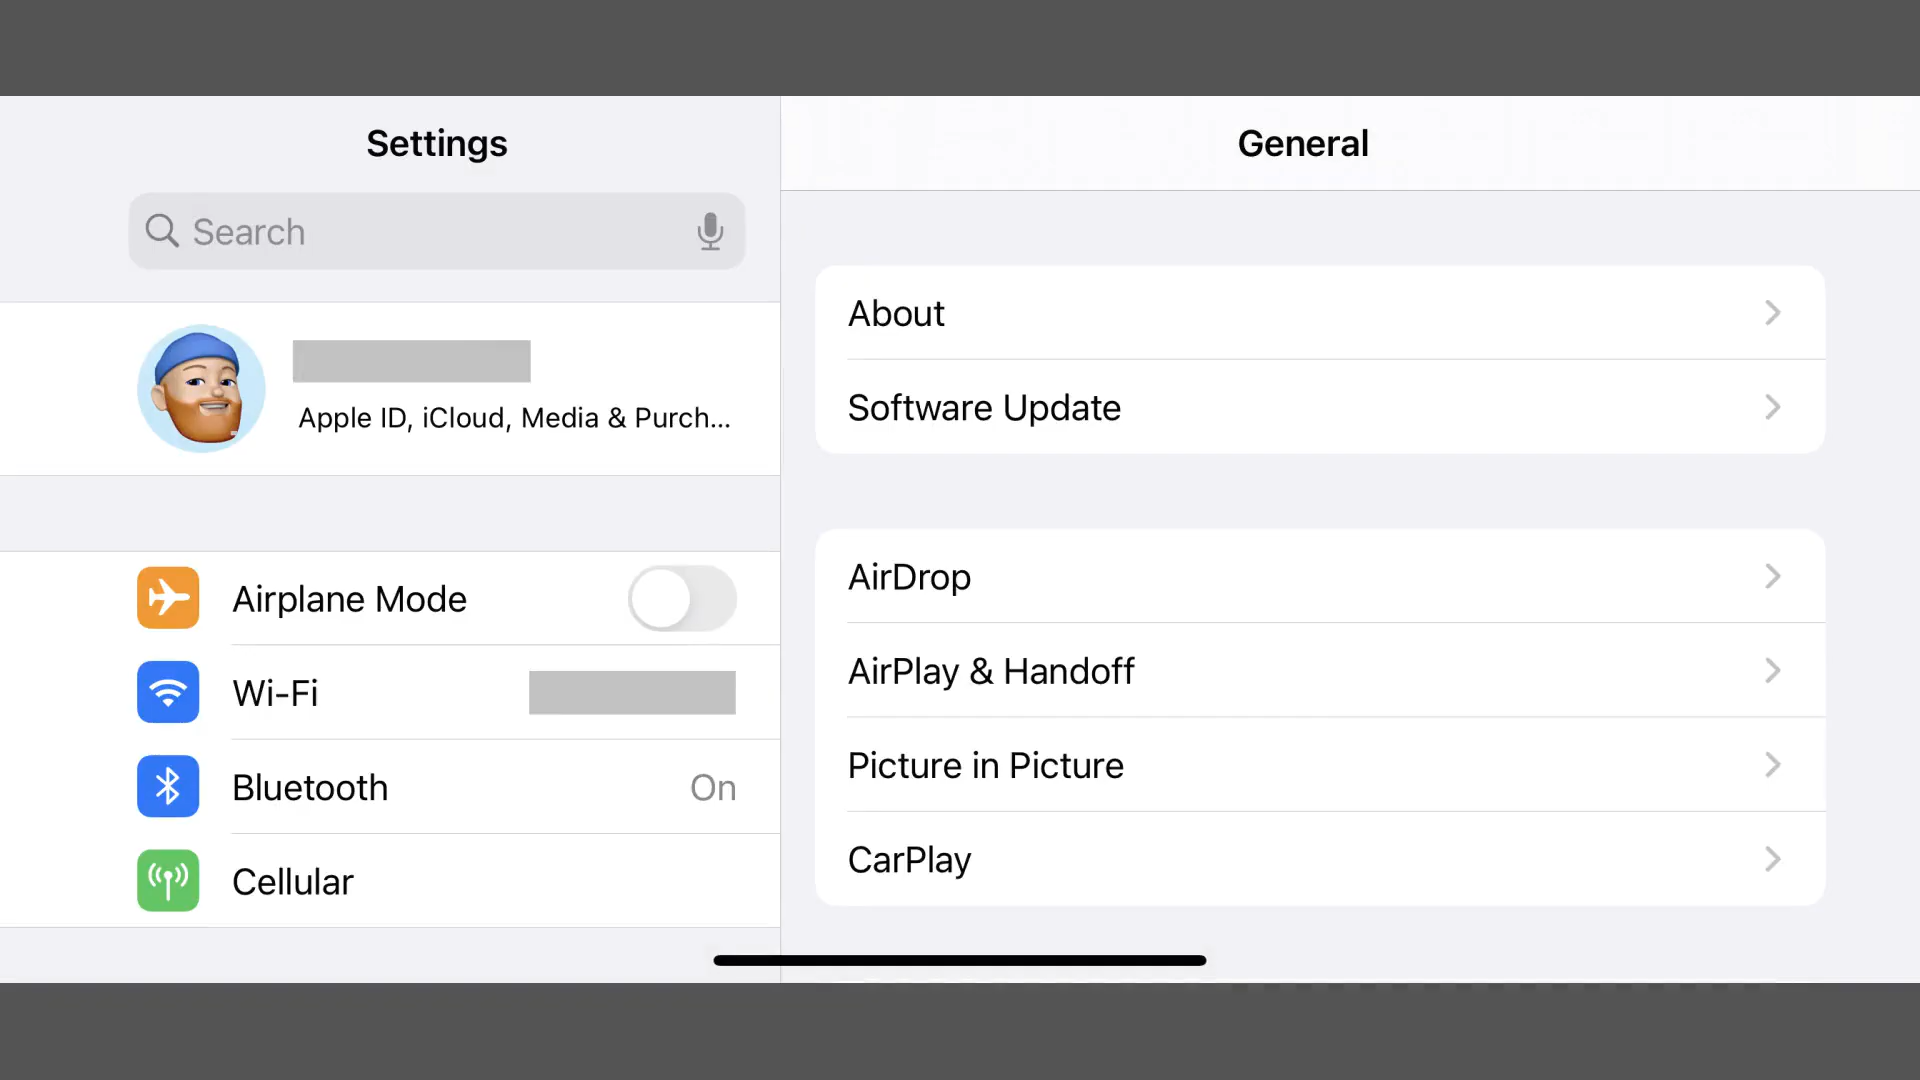 Settings
Search
Apple ID, iCloud, Media & Purch...
Airplane Mode
Wi-Fi
Bluetooth On
Cellular
General
About
Software Update
AirDrop
AirPlay & Handoff
Picture in Picture
CarPlay